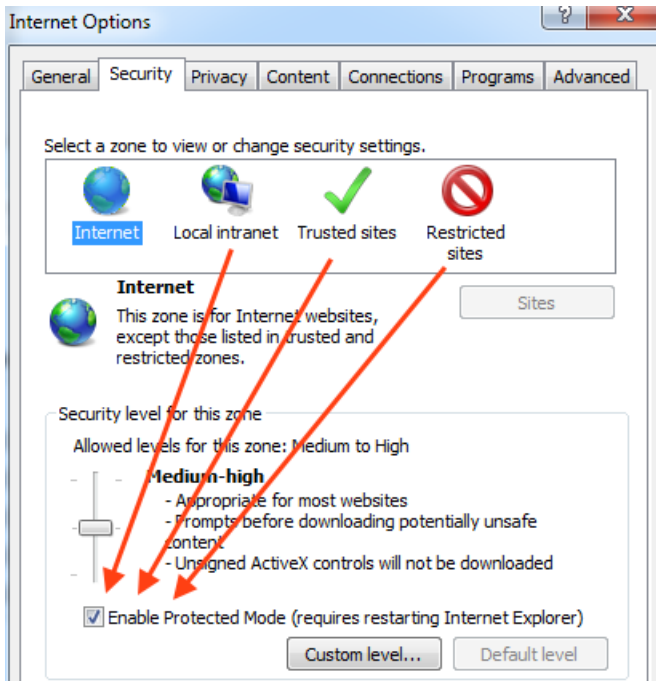 Internet Options
?
X
General Security Privacy Content Connections Programs Advanced
Select a zone to view or change security settings.
Internet Local intranet Trusted sites Restricted
sites
Internet
Sites
This zone is for Internet websites,
except those listed in trusted and
restricted zones.
Security level for this zone
Allowed levels for this zone: Medium to High
Medium-high
- Appropriate for most websites
- Prompts before downloading potentially unsafe
content
- Unsigned ActiveX controls will not be downloaded
Enable Protected Mode (requires restarting Internet Explorer)
Custom level... Default level